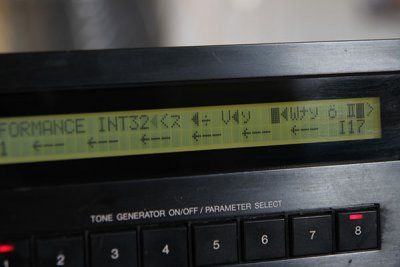 FORMANCE INT32
1 ←-- ←-- ←-- ←-- ←-- ←-- I17
TONE GENERATOR ON/OFF / PARAMETER SELECT
2 3 4 5 6 7 8